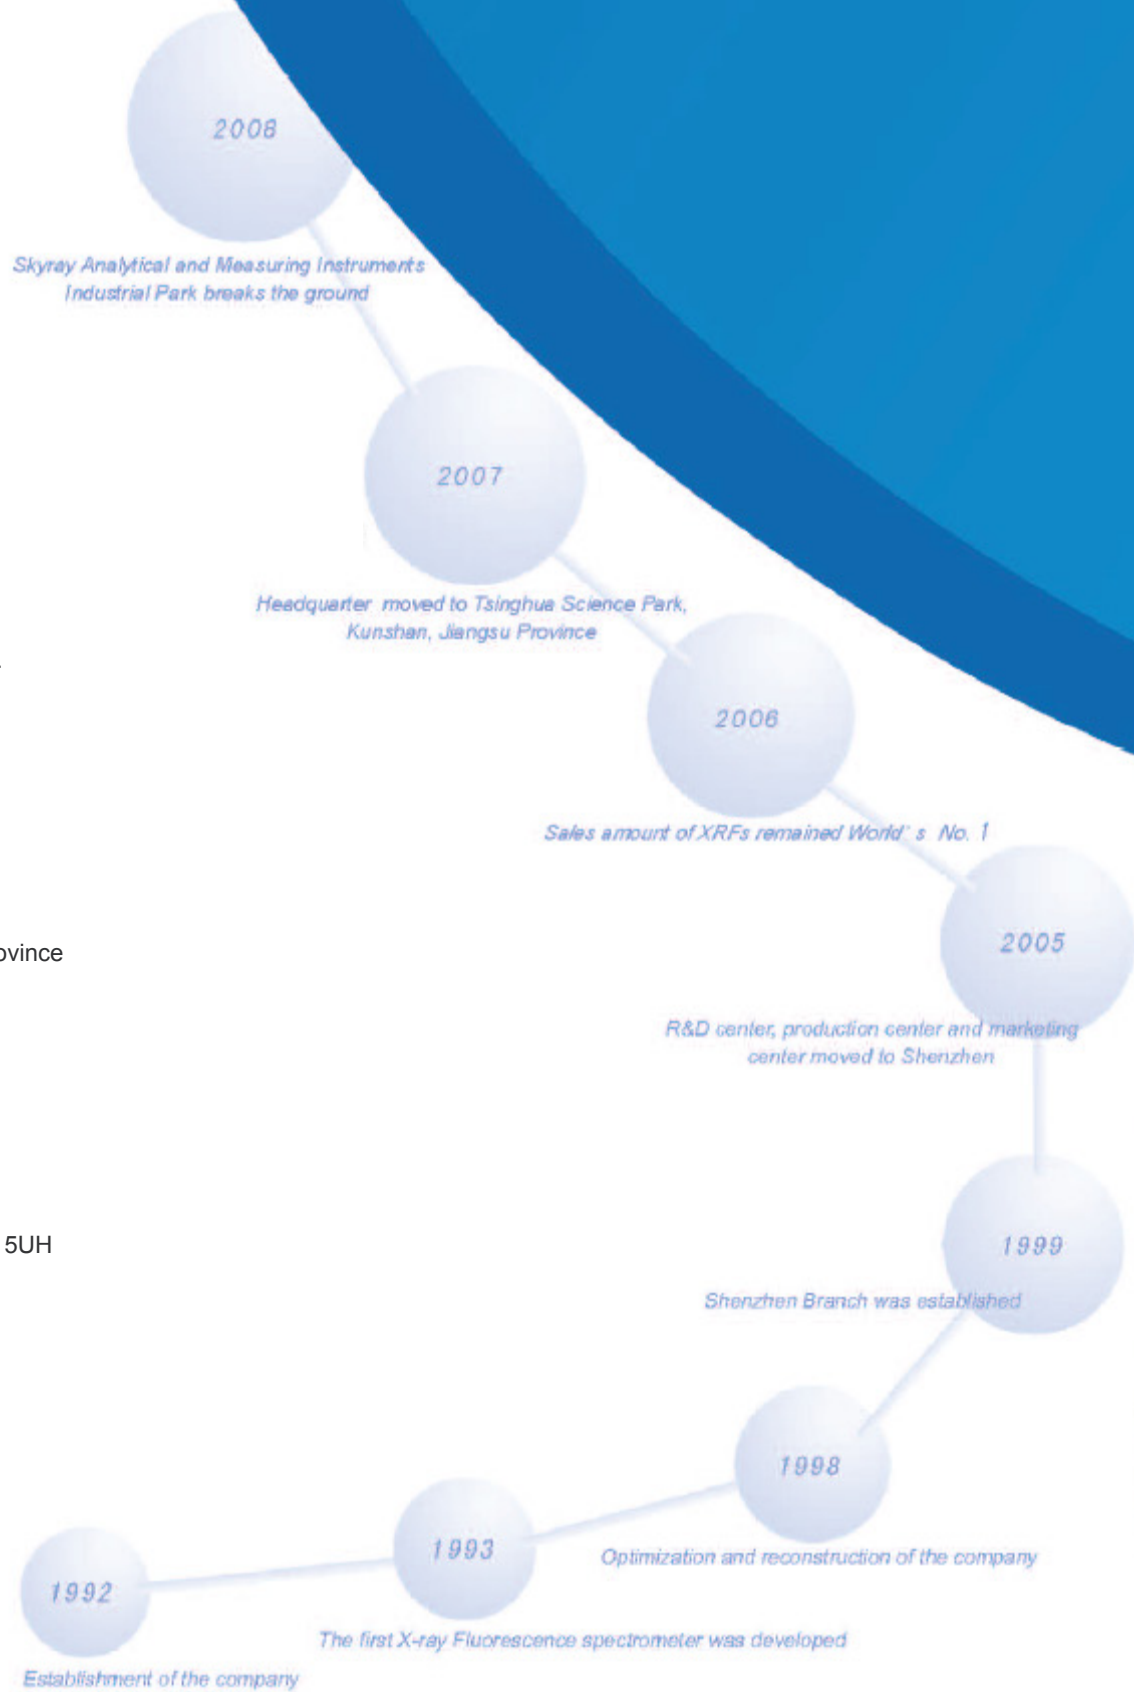 2008
Skyray Analytical and Measuring Instruments
Industrial Park breaks the ground
2007
Headquarter moved to Tsinghua Science Park,
Kunshan, Jiangsu Province
2006
Sales amount of XRFs remained World' s No. 1
ovince
2005
R&D center, production center and marketing
center moved to Shenzhen
5UH
1999
Shenzhen Branch was established
1998
Optimization and reconstruction of the company
1993
The first X-ray Fluorescence spectrometer was developed
1992
Establishment of the company